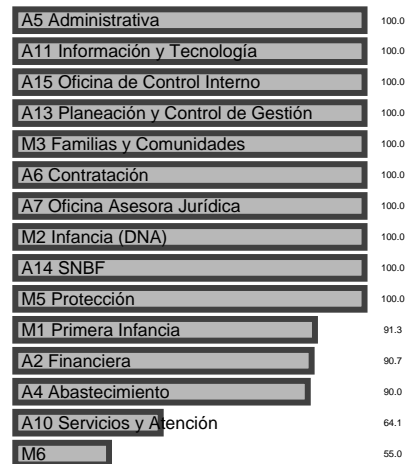 A5 Administrativa 100.0
A11 Información y Tecnología 100.0
A15 Oficina de Control Interno 100.0
A13 Planeación y Control de Gestión 100.0
M3 Familias y Comunidades 100.0
A6 Contratación 100.0
A7 Oficina Asesora Jurídica 100.0
M2 Infancia (DNA) 100.0
A14 SNBF 100.0
M5 Protección 100.0
M1 Primera Infancia 91.3
A2 Financiera 90.7
A4 Abastecimiento 90.0
A10 Servicios y Atención 64.1
M6 55.0